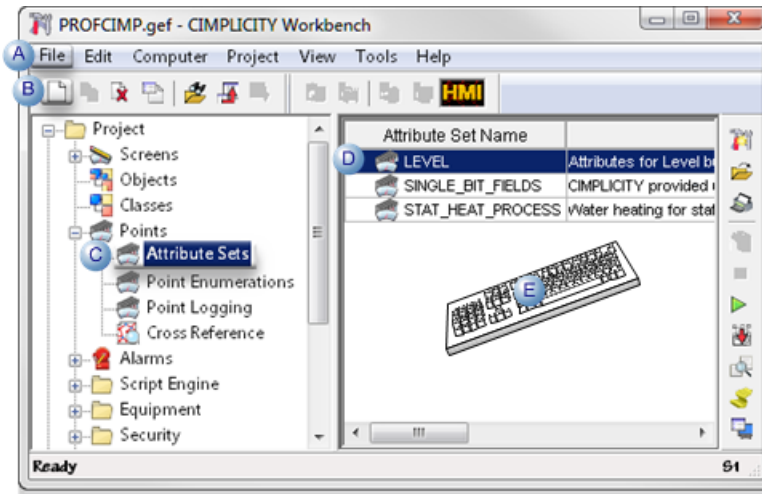 PROFCIMP.gef - CIMPLICITY Workbench
A File Edit Computer Project View Tools Help
B HMI
Project
Screens
Objects
Classes
Points
C Attribute Sets
Point Enumerations
Point Logging
Cross Reference
Alarms
Script Engine
Equipment
Security
Attribute Set Name
D LEVEL Attributes for Level b
SINGLE_BIT_FIELDS CIMPLICITY provided
STAT_HEAT_PROCESS Water heating for stat
E
Ready S1